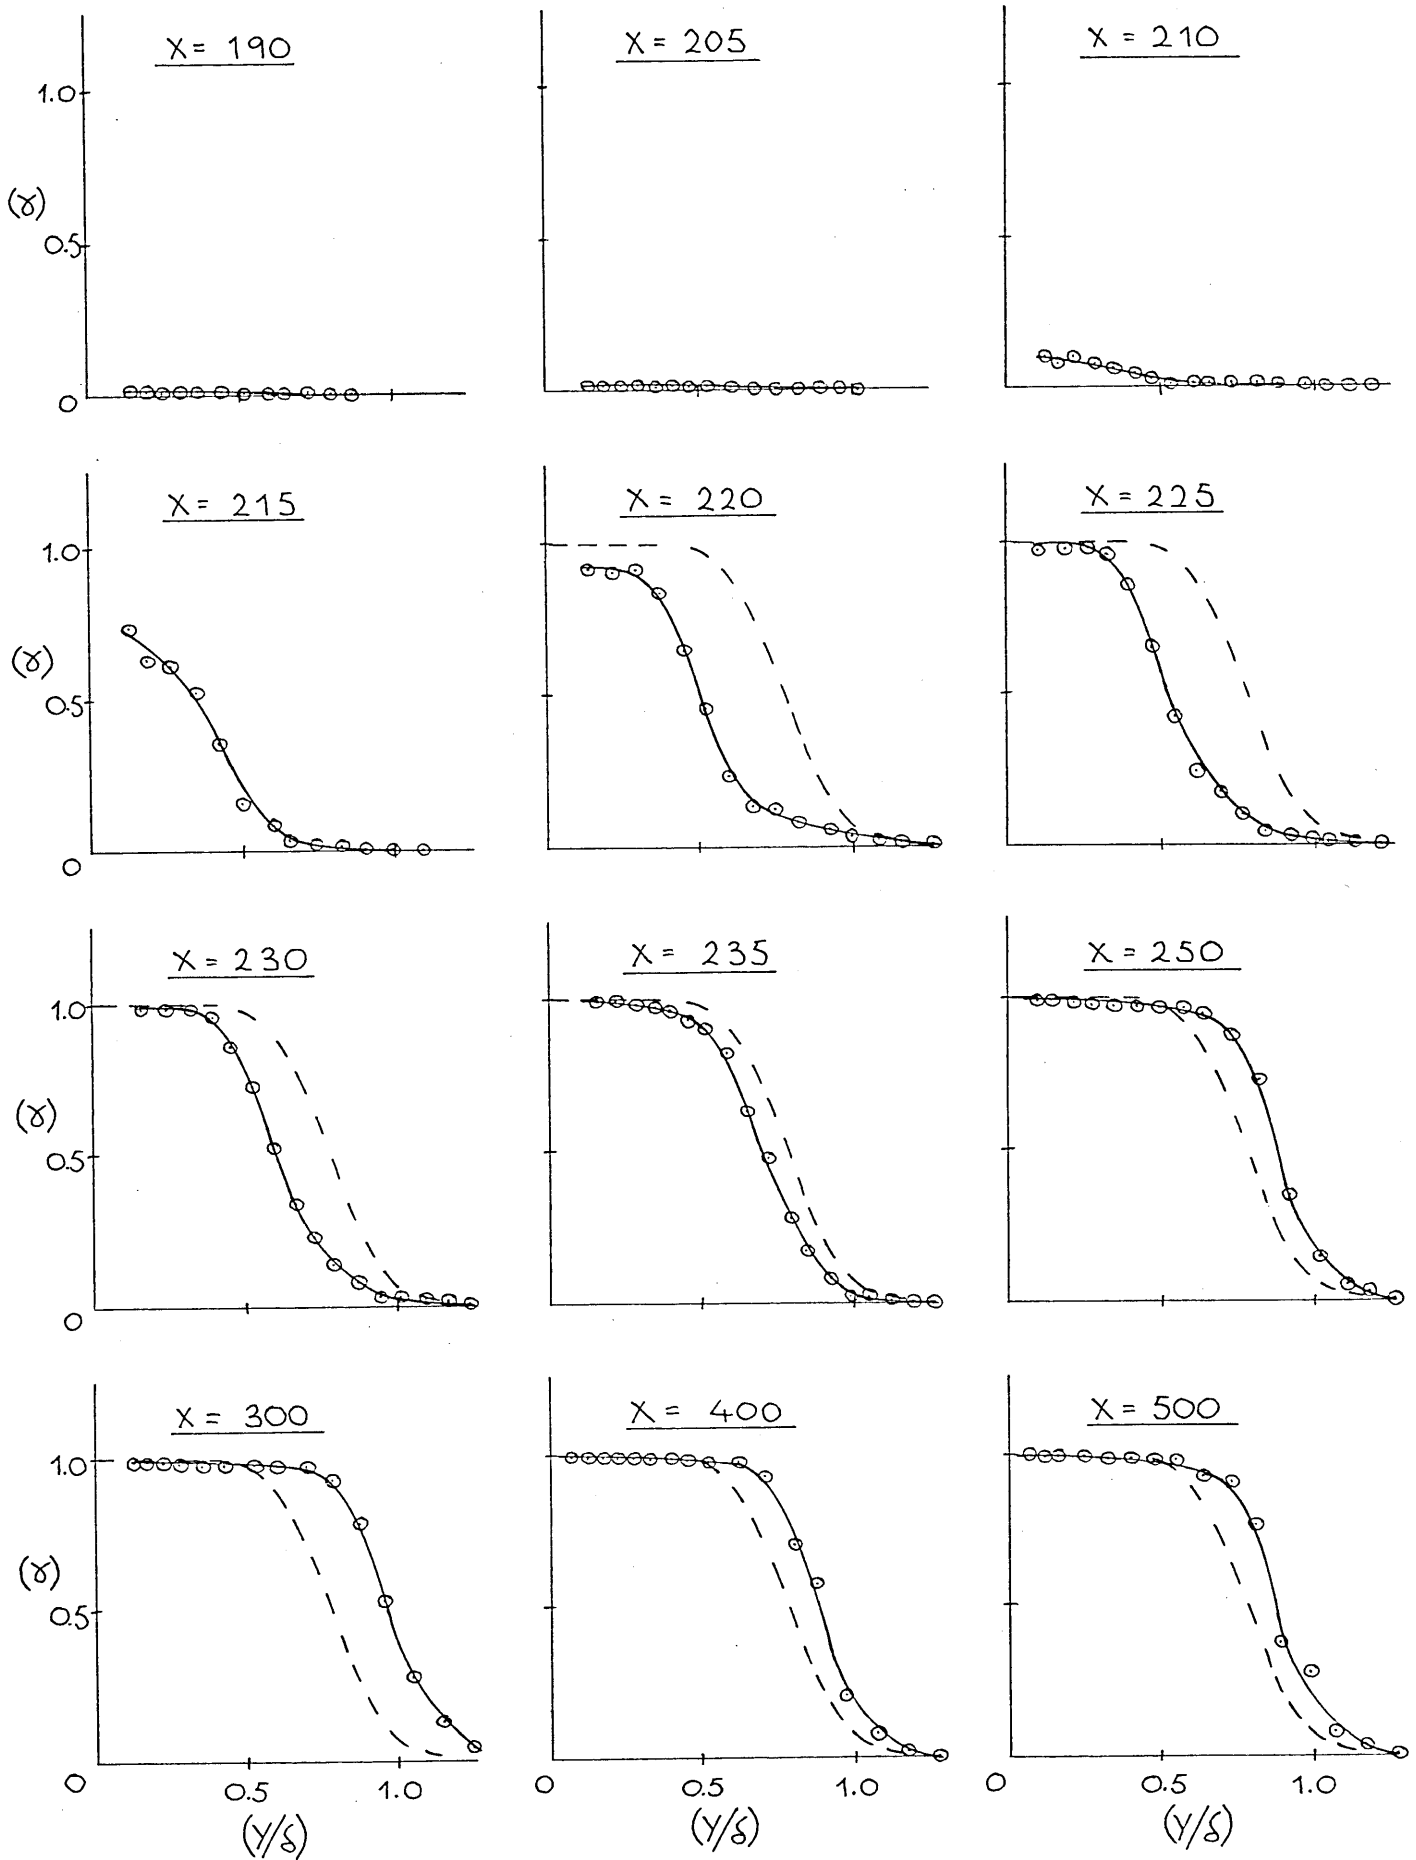 X = 190
X = 205
X = 210
1.0
(γ)
0.5
0
X = 215
X = 220
X = 225
1.0
(γ)
0.5
0
X = 230
X = 235
X = 250
1.0
(γ)
0.5
0
X = 300
X = 400
X = 500
1.0
(γ)
0.5
0 0.5 1.0 0 0.5 1.0 0 0.5 1.0
(Y/δ) (Y/δ) (Y/δ)